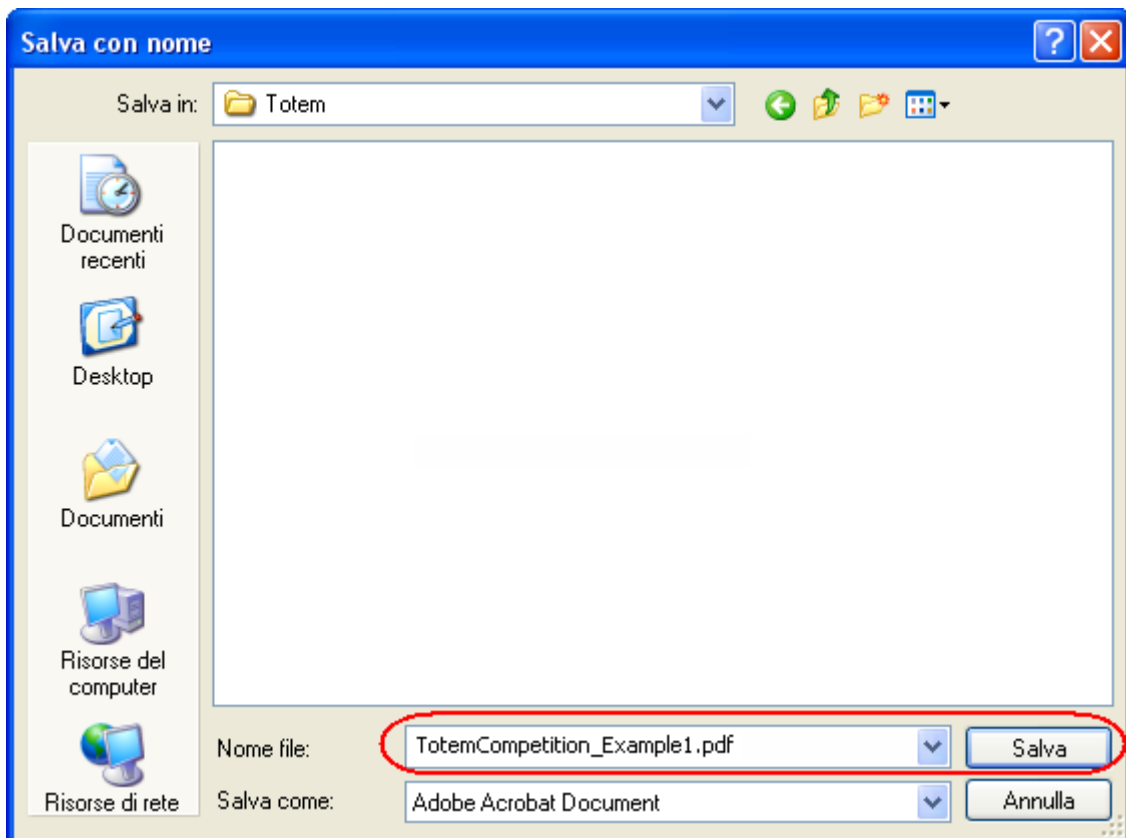 Salva con nome
Salva in: Totem
Documenti
recenti
Desktop
Documenti
Risorse del
computer
Risorse di rete
Nome file: TotemCompetition_Example1.pdf Salva
Salva come: Adobe Acrobat Document Annulla